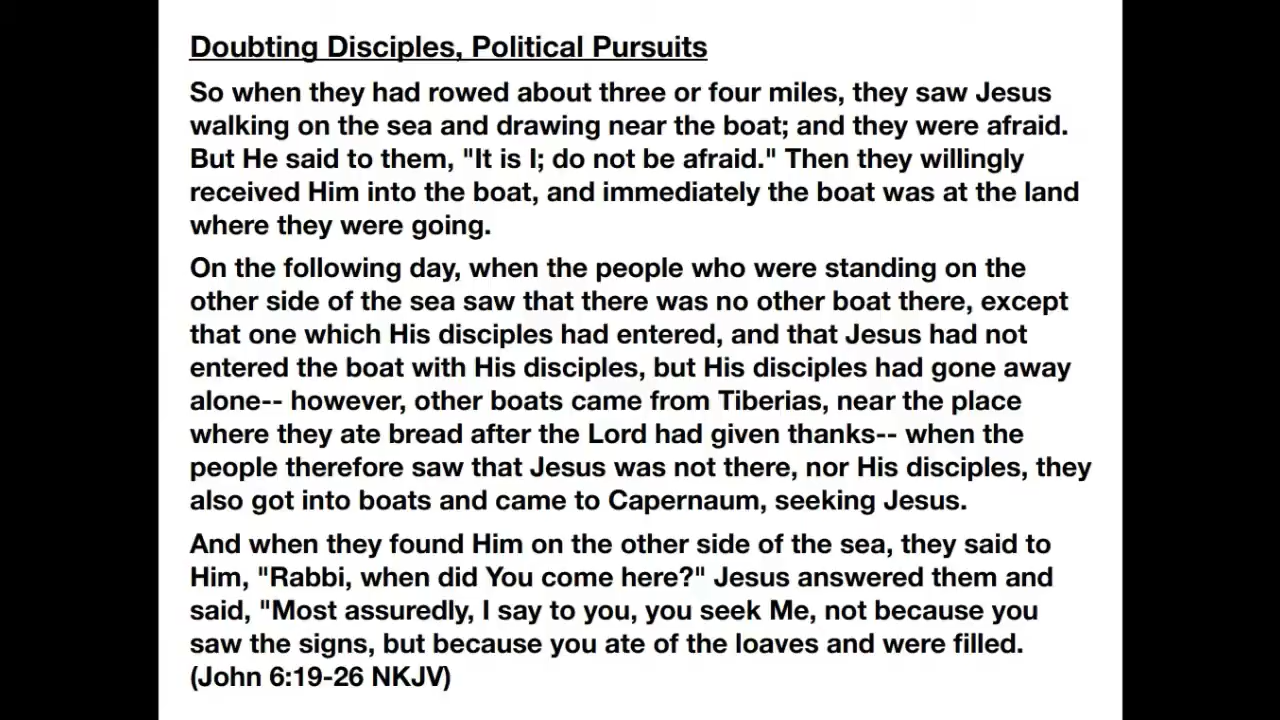 Doubting Disciples, Political Pursuits
So when they had rowed about three or four miles, they saw Jesus
walking on the sea and drawing near the boat; and they were afraid.
But He said to them, "It is I; do not be afraid." Then they willingly
received Him into the boat, and immediately the boat was at the land
where they were going.
On the following day, when the people who were standing on the
other side of the sea saw that there was no other boat there, except
that one which His disciples had entered, and that Jesus had not
entered the boat with His disciples, but His disciples had gone away
alone-- however, other boats came from Tiberias, near the place
where they ate bread after the Lord had given thanks-- when the
people therefore saw that Jesus was not there, nor His disciples, they
also got into boats and came to Capernaum, seeking Jesus.
And when they found Him on the other side of the sea, they said to
Him, "Rabbi, when did You come here?" Jesus answered them and
said, "Most assuredly, I say to you, you seek Me, not because you
saw the signs, but because you ate of the loaves and were filled.
(John 6:19-26 NKJV)